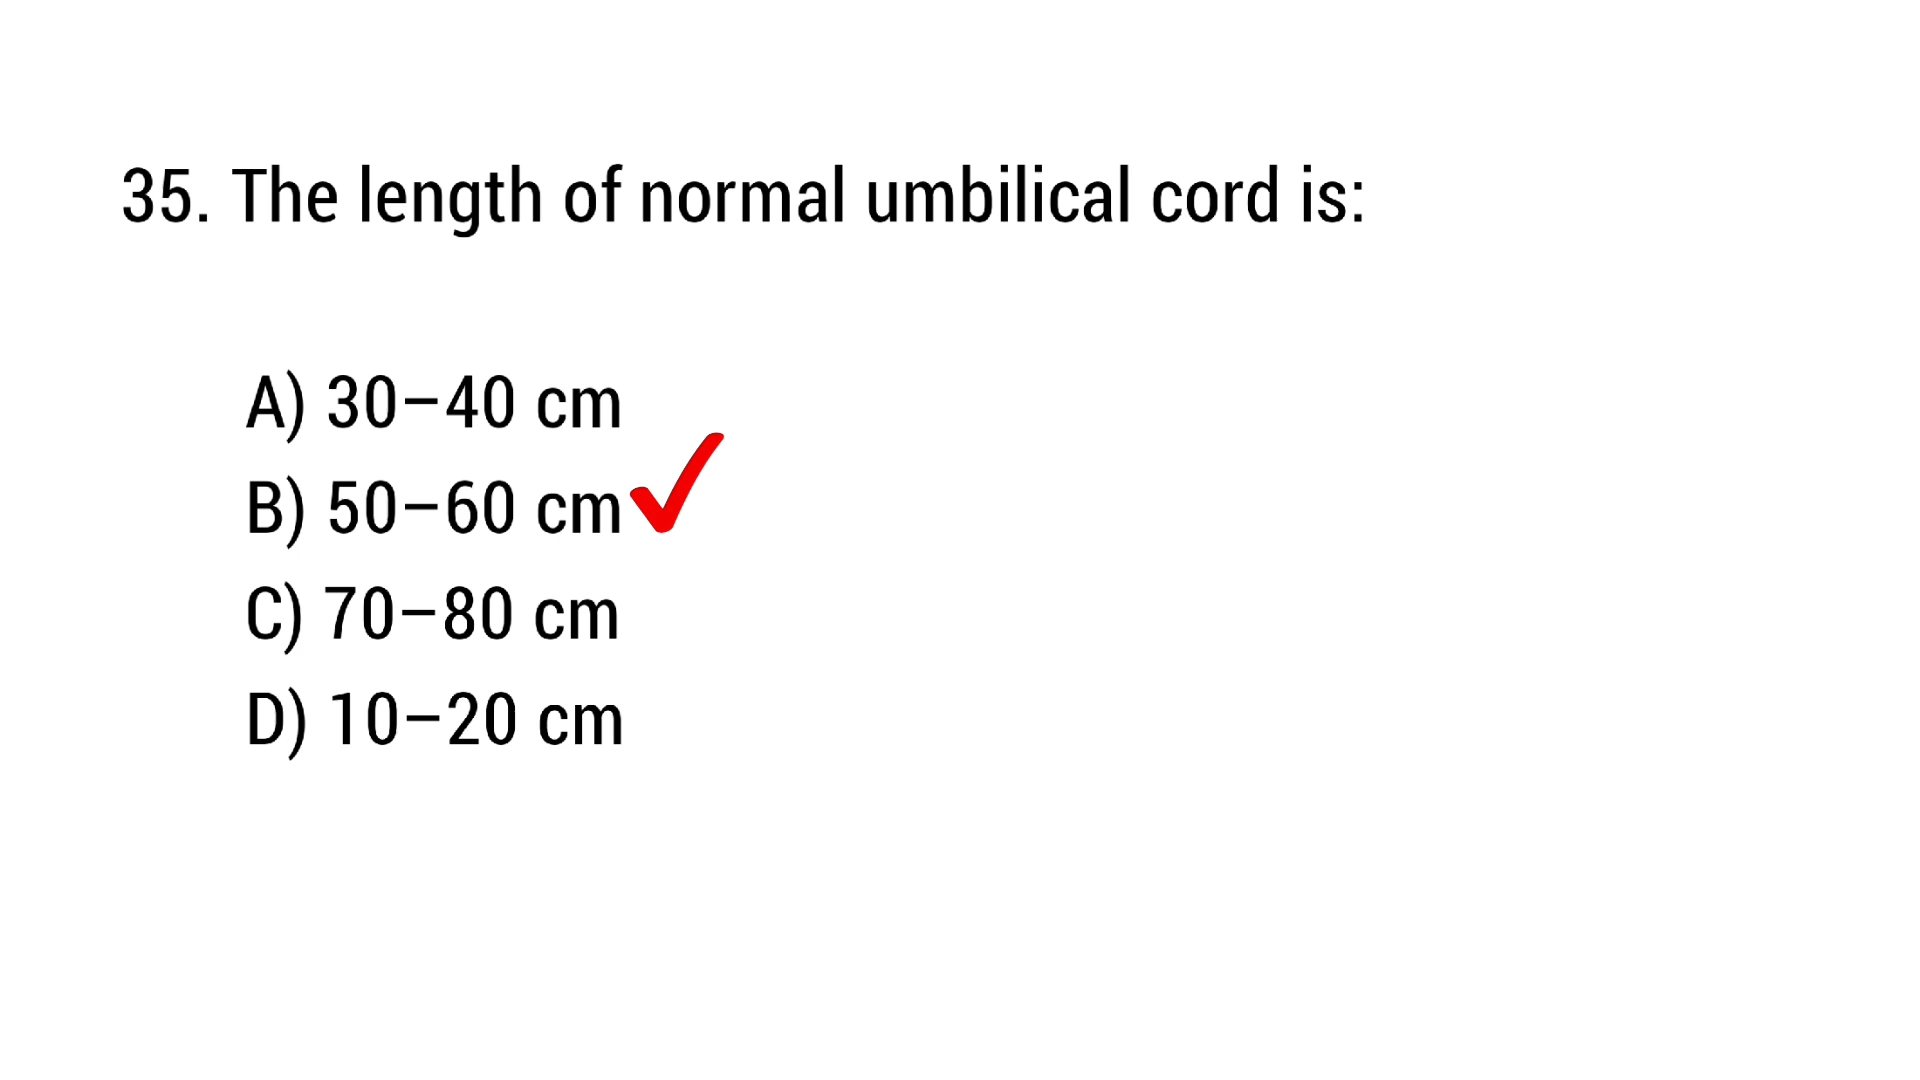 35. The length of normal umbilical cord is:
A) 30–40 cm
B) 50–60 cm
C) 70–80 cm
D) 10–20 cm